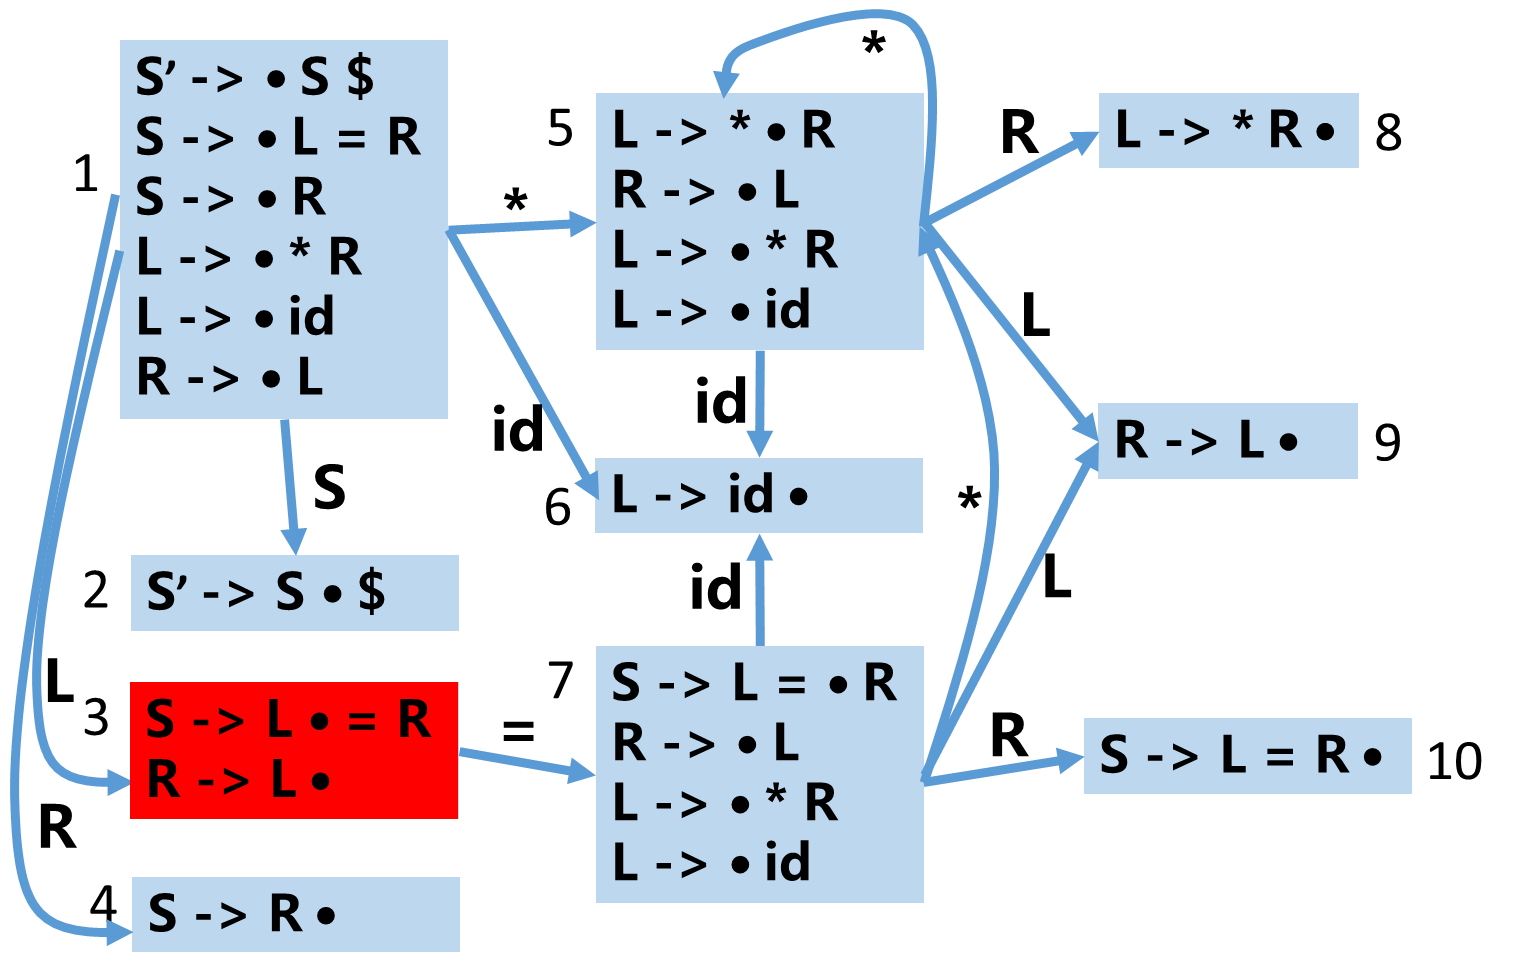 1
S’ -> • S $
S -> • L = R
S -> • R
L -> • * R
L -> • id
R -> • L
S
2
S’ -> S • $
L
3
S -> L • = R
R -> L •
R
4
S -> R •
*
id
=
5
L -> * • R
R -> • L
L -> • * R
L -> • id
*
id
6
L -> id •
id
7
S -> L = • R
R -> • L
L -> • * R
L -> • id
*
R
L -> * R •
8
L
R -> L •
9
L
R
S -> L = R •
10